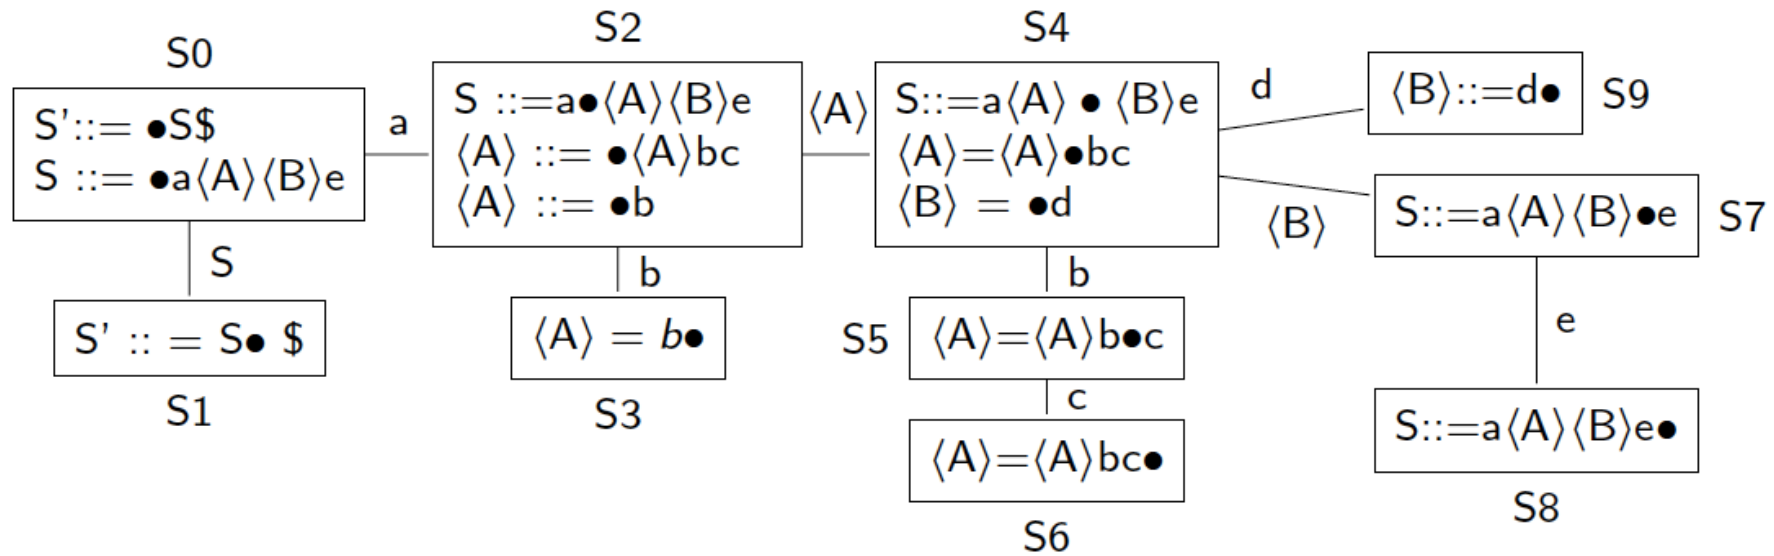 S0
S'::= •S$
S ::= •a⟨A⟩⟨B⟩e
a
S
S' :: = S• $
S1
S2
S ::=a•⟨A⟩⟨B⟩e
⟨A⟩ ::= •⟨A⟩bc
⟨A⟩ ::= •b
⟨A⟩
b
⟨A⟩ = b•
S3
S4
S::=a⟨A⟩ • ⟨B⟩e
⟨A⟩=⟨A⟩•bc
⟨B⟩ = •d
b
S5
⟨A⟩=⟨A⟩b•c
c
⟨A⟩=⟨A⟩bc•
S6
d
⟨B⟩::=d•
S9
⟨B⟩
S::=a⟨A⟩⟨B⟩•e
S7
e
S::=a⟨A⟩⟨B⟩e•
S8